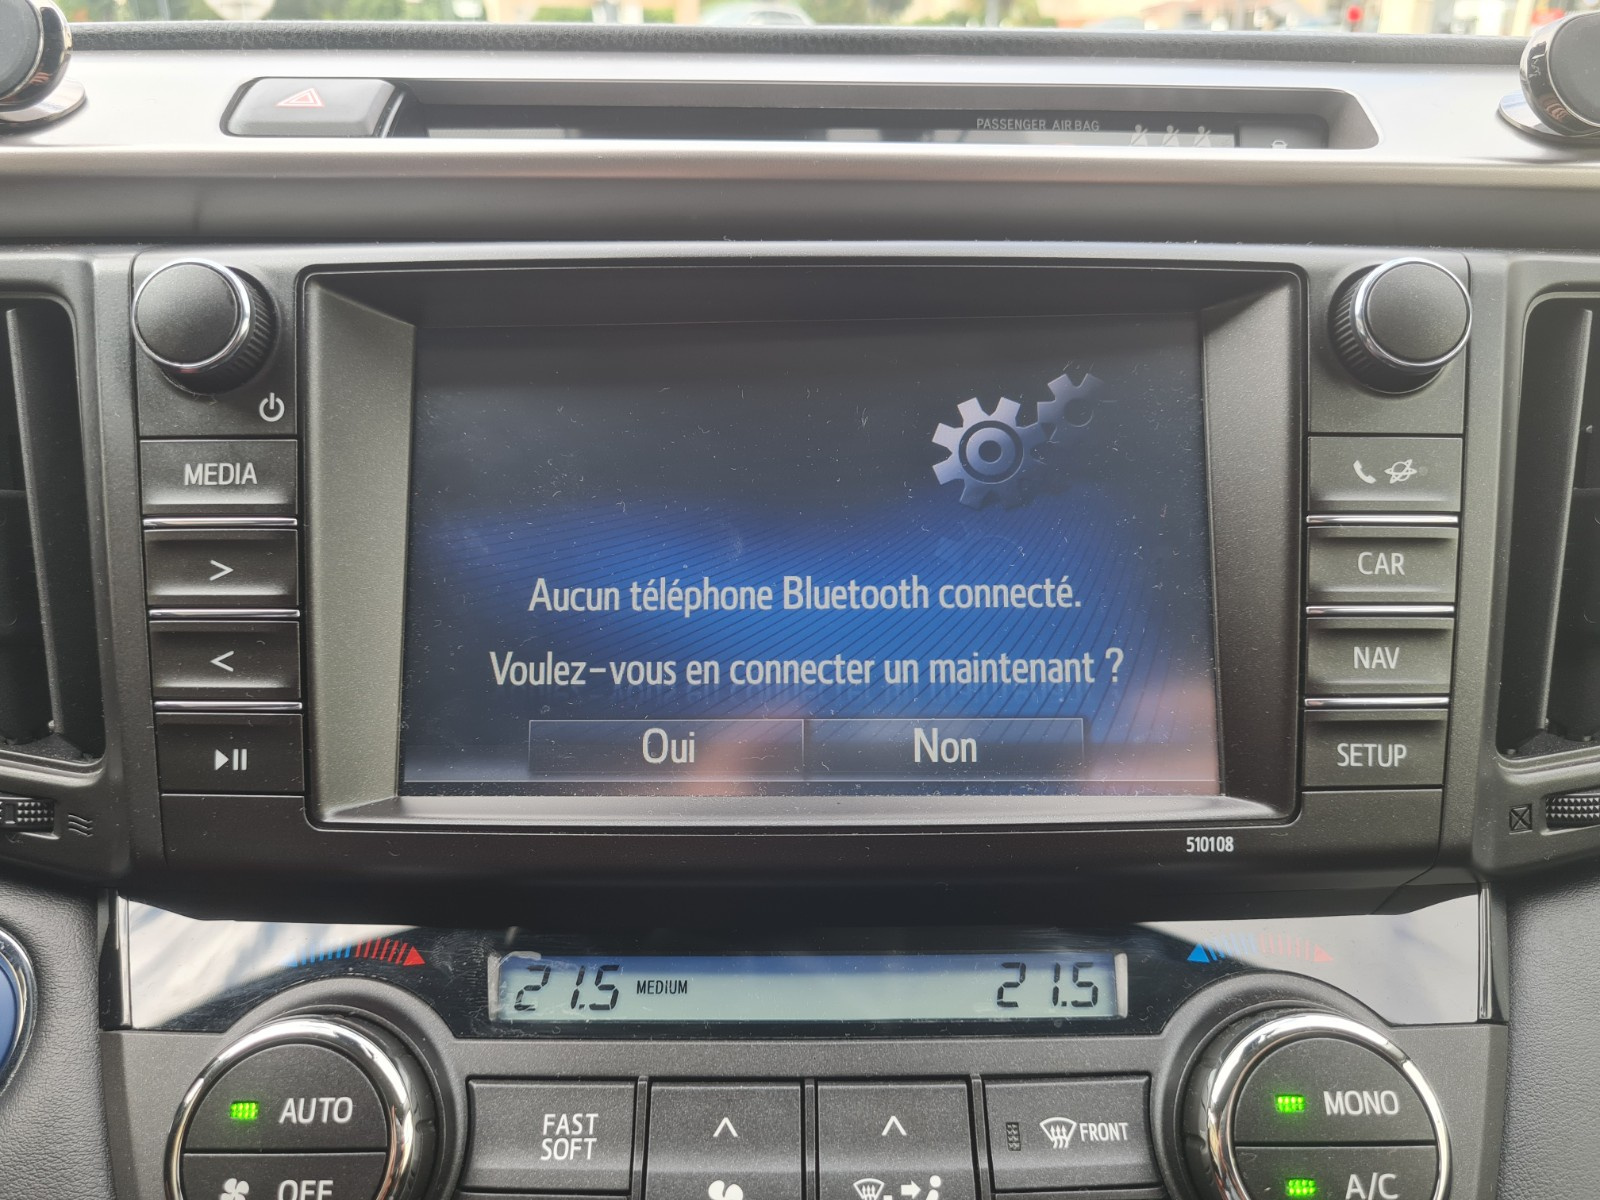 PASSENGER AIR BAG
MEDIA
>
<
Aucun téléphone Bluetooth connecté.
Voulez-vous en connecter un maintenant ?
Oui
Non
CAR
NAV
SETUP
510108
21.5 MEDIUM 21.5
AUTO
OFF
FAST
SOFT
FRONT
MONO
A/C